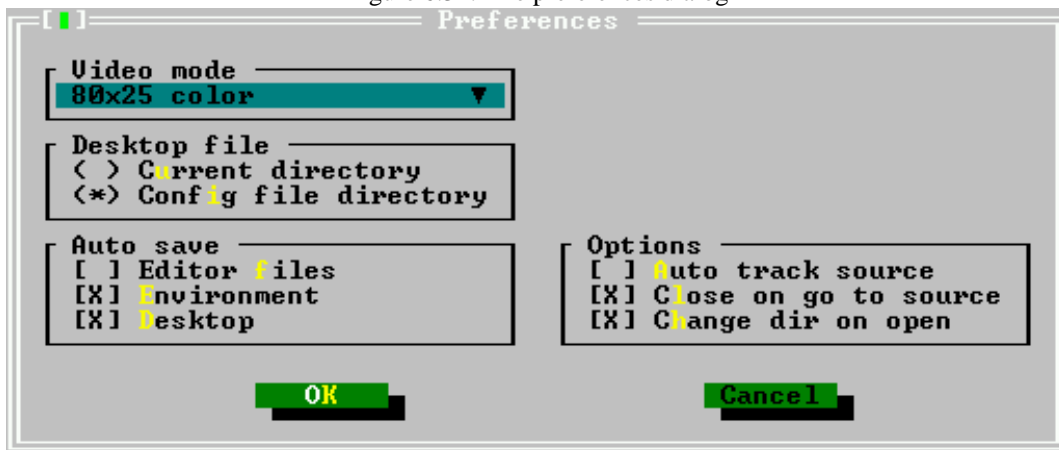 Preferences
Video mode
80x25 color ▼
Desktop file
( ) Current directory
(*) Config file directory
Auto save
[ ] Editor files
[X] Environment
[X] Desktop
Options
[ ] Auto track source
[X] Close on go to source
[X] Change dir on open
OK
Cancel